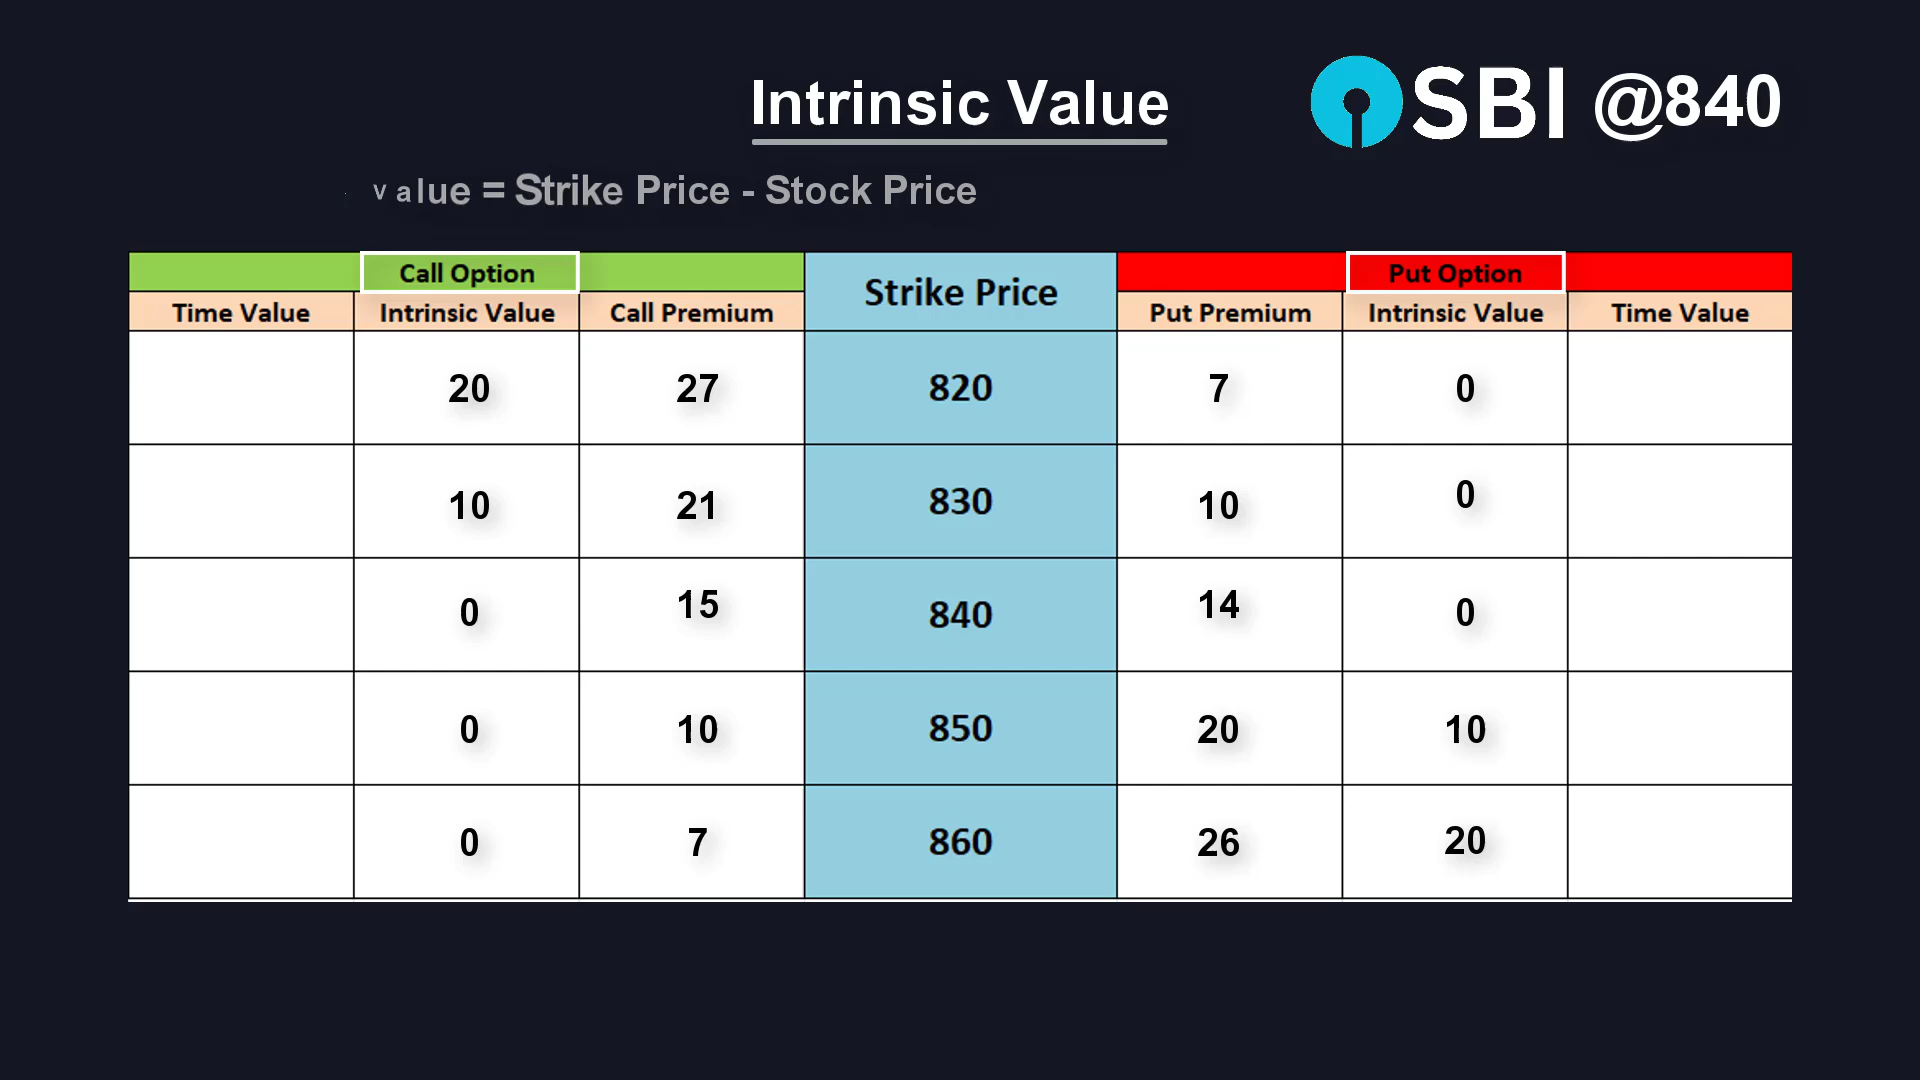 Intrinsic Value
SBI @840
value = Strike Price - Stock Price
Call Option Strike Price Put Option
Time Value Intrinsic Value Call Premium Put Premium Intrinsic Value Time Value
20 27 820 7 0
10 21 830 10 0
0 15 840 14 0
0 10 850 20 10
0 7 860 26 20